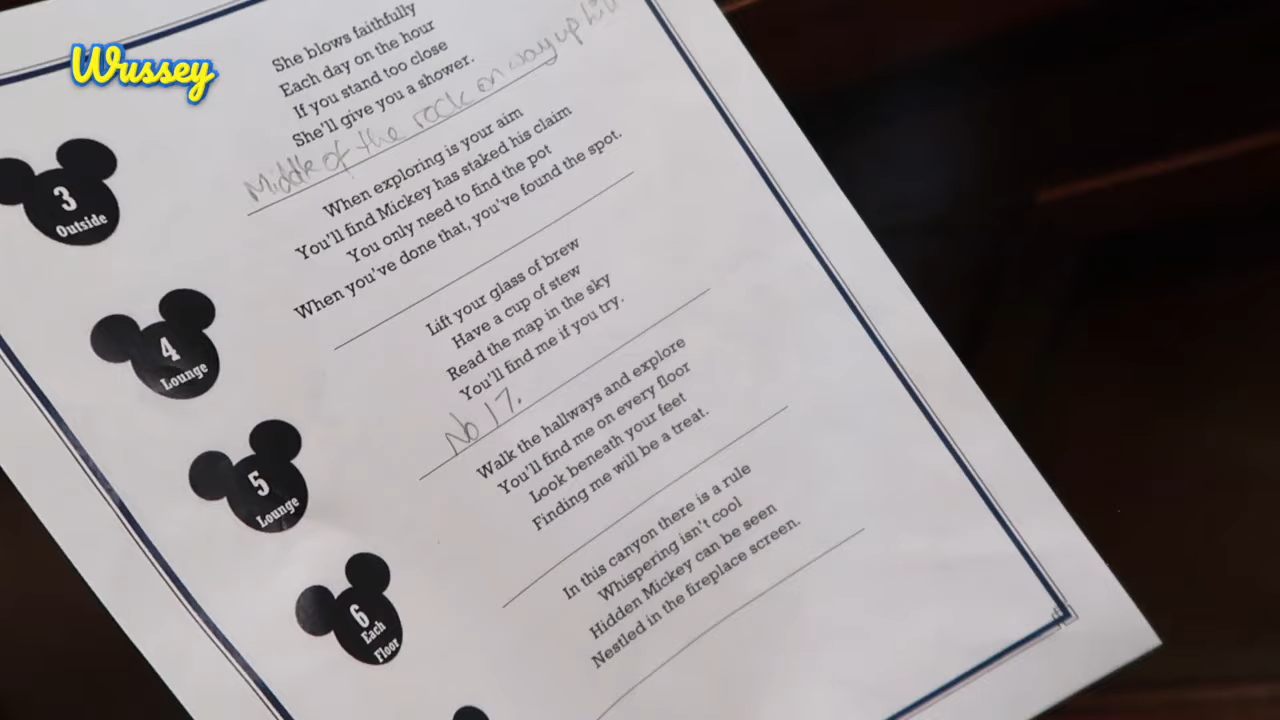 Wussey
She blows faithfully
Each day on the hour
If you stand too close
She'll give you a shower.
Middle of the rock on way up
3
Outside
When exploring is your aim
You'll find Mickey has staked his claim
You only need to find the pot
When you've done that, you've found the spot.
4
Lounge
Lift your glass of brew
Have a cup of stew
Read the map in the sky
You'll find me if you try.
No 17.
5
Lounge
Walk the hallways and explore
You'll find me on every floor
Look beneath your feet
Finding me will be a treat.
6
Each
Floor
In this canyon there is a rule
Whispering isn't cool
Hidden Mickey can be seen
Nestled in the fireplace screen.